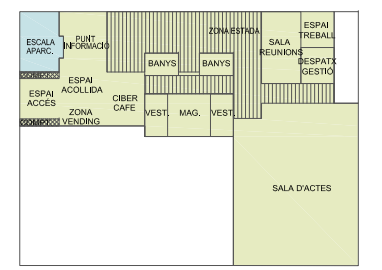 ESCALA
APARC.
PUNT
INFORMACIÓ
ZONA ESTADA
ESPAI
TREBALL
SALA
REUNIONS
DESPATX
GESTIÓ
BANYS
BANYS
ESPAI
ACCÉS
ESPAI
ACOLLIDA
ZONA
VENDING
CIBER
CAFE
VEST.
MAG.
VEST.
SALA D'ACTES